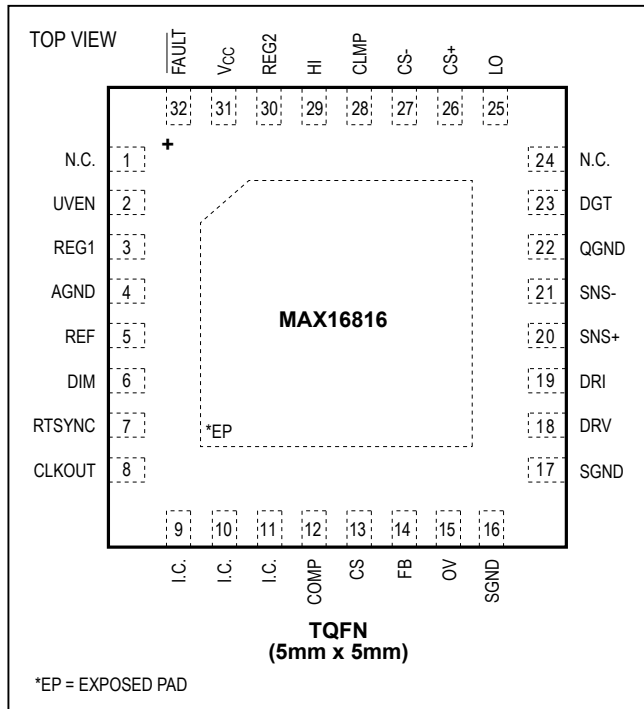 TOP VIEW
FAULT
VCC
REG2
HI
CLMP
CS-
CS+
LO
32 31 30 29 28 27 26 25
+
N.C. 1
UVEN 2
REG1 3
AGND 4
REF 5
DIM 6
RTSYNC 7
CLKOUT 8
24 N.C.
23 DGT
22 QGND
21 SNS-
20 SNS+
19 DRI
18 DRV
17 SGND
MAX16816
*EP
9 10 11 12 13 14 15 16
I.C.
I.C.
I.C.
COMP
CS
FB
OV
SGND
TQFN
(5mm x 5mm)
*EP = EXPOSED PAD